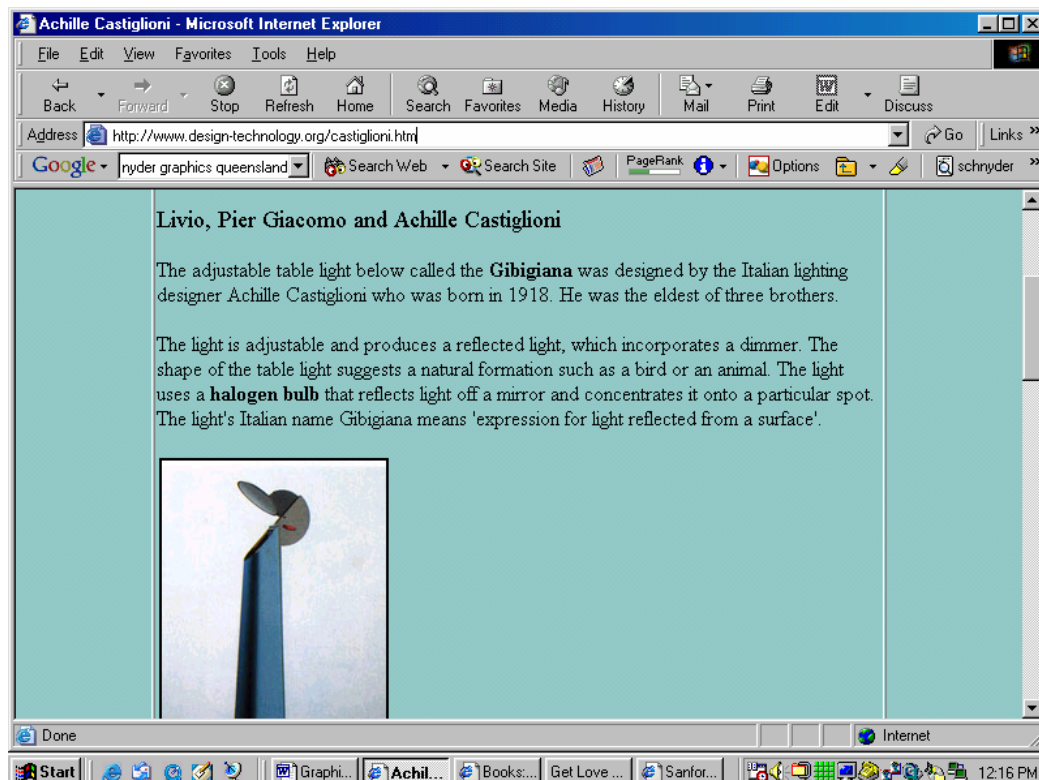 Achille Castiglioni - Microsoft Internet Explorer
File Edit View Favorites Tools Help
Back Forward Stop Refresh Home Search Favorites Media History Mail Print Edit Discuss
Address http://www.design-technology.org/castiglioni.htm Go Links »
Google nyder graphics queensland Search Web Search Site PageRank Options schnyder »
Livio, Pier Giacomo and Achille Castiglioni
The adjustable table light below called the Gibigiana was designed by the Italian lighting
designer Achille Castiglioni who was born in 1918. He was the eldest of three brothers.
The light is adjustable and produces a reflected light, which incorporates a dimmer. The
shape of the table light suggests a natural formation such as a bird or an animal. The light
uses a halogen bulb that reflects light off a mirror and concentrates it onto a particular spot.
The light's Italian name Gibigiana means 'expression for light reflected from a surface'.
Done Internet
Start Graphi... Achil... Books:... Get Love ... Sanfor... 12:16 PM